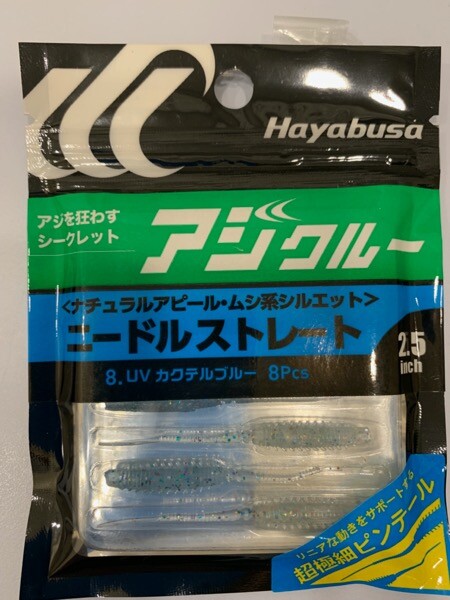 Hayabusa
アジを狂わす
シークレット
アジクルー
<ナチュラルアピール・ムシ系シルエット>
ニードルストレート
2.5
inch
8.UV カクテルブルー 8Pcs
リニアな動きをサポートする
超極細ピンテール